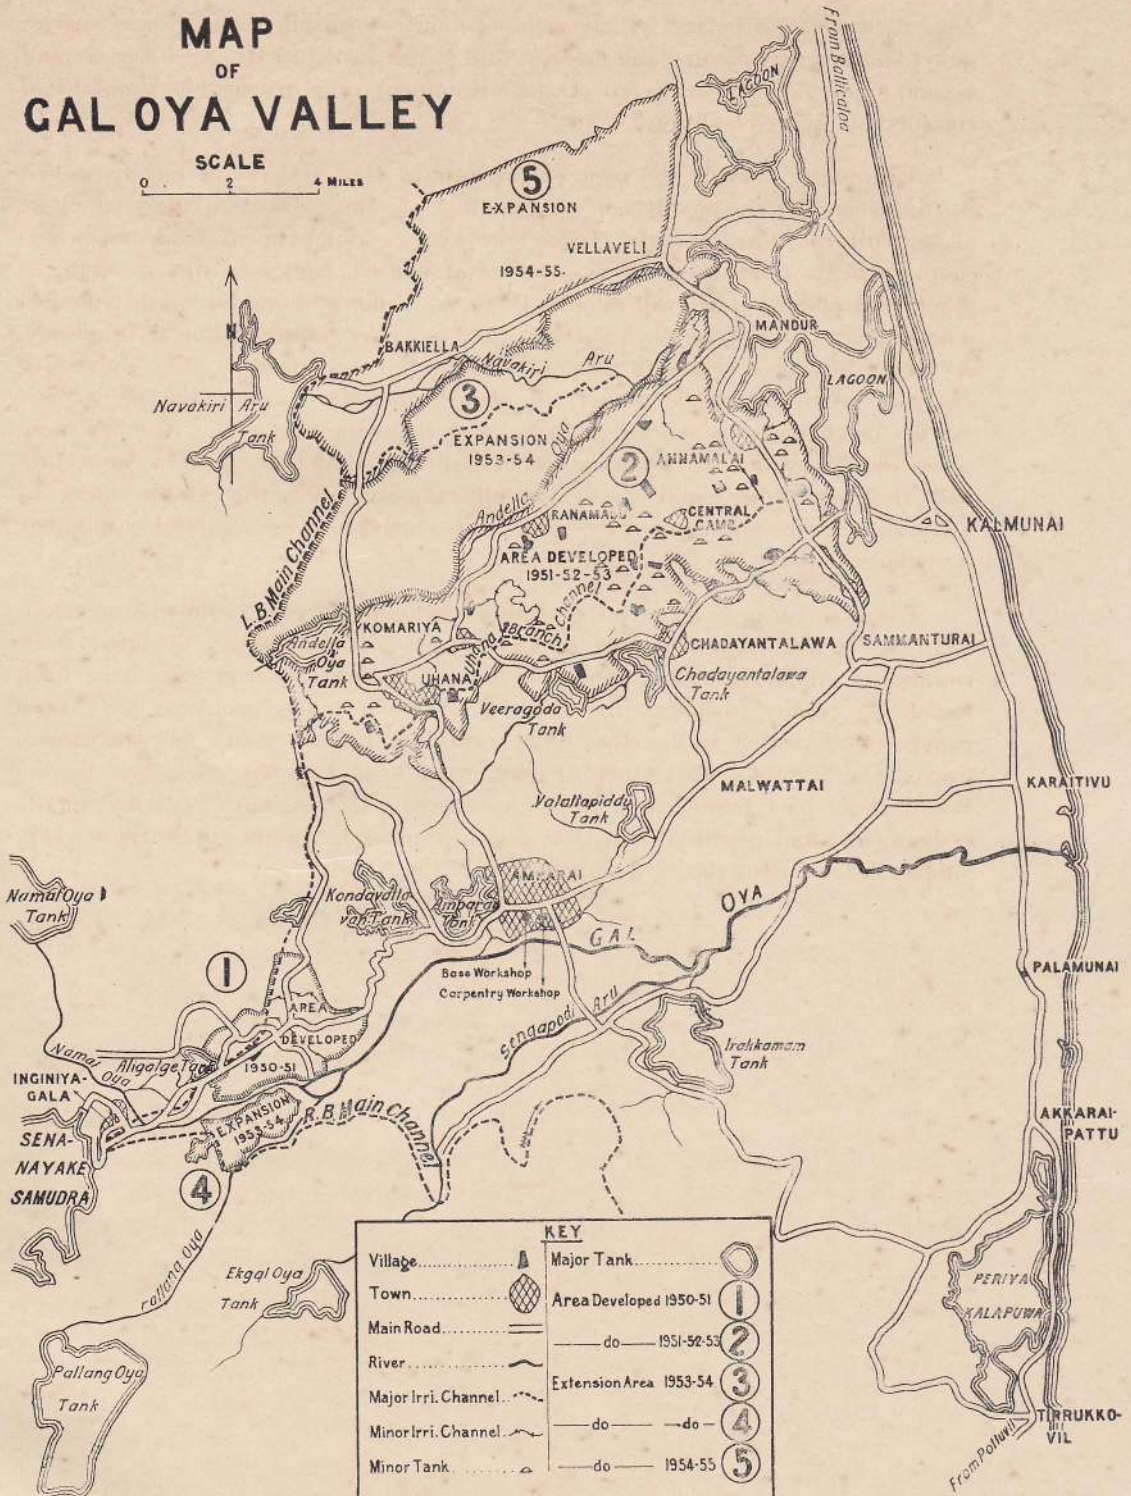 MAP
OF
GAL OYA VALLEY
SCALE
0 2 4 MILES
From Batticaloa
LAGOON
5
EXPANSION
VELLAVELI
1954-55
N
BAKKIELLA
MANDUR
Navakiri Aru
LAGOON
Navakiri Aru
Tank
3
EXPANSION
1953-54
Andella Oya
2
ANNAMALAI
RANAMADU
CENTRAL
CAMP
KALMUNAI
AREA DEVELOPED
1951-52-53
L.B. Main Channel
KOMARIYA
Uhana Branch Channel
Andella
Oya
Tank
CHADAYANTALAWA
SAMMANTURAI
UHANA
Chadayantalawa
Tank
Veeragoda
Tank
MALWATTAI
KARAITIVU
Valattapiddy
Tank
AMPARAI
Namal Oya
Tank
Kondavatta
van Tank
Amparai
Tank
GAL OYA
Base Workshop
Carpentry Workshop
PALAMUNAI
1
AREA
DEVELOPED
1950-51
Sengapodi Aru
Irakkamam
Tank
Namal Oya
Aligalge Tank
INGINIYA-
GALA
EXPANSION
1953-54
R.B. Main Channel
AKKARAI-
PATTU
SENA-
NAYAKE
SAMUDRA
4
Pallang Oya
Ekgal Oya
Tank
PERIYA
KALAPUWA
Pallang Oya
Tank
TIRRUKKO-
VIL
From Pottuvil
KEY
Village
Town
Main Road
River
Major Irri. Channel
Minor Irri. Channel
Minor Tank
Major Tank
Area Developed 1950-51 1
do 1951-52-53 2
Extension Area 1953-54 3
do do 4
do 1954-55 5